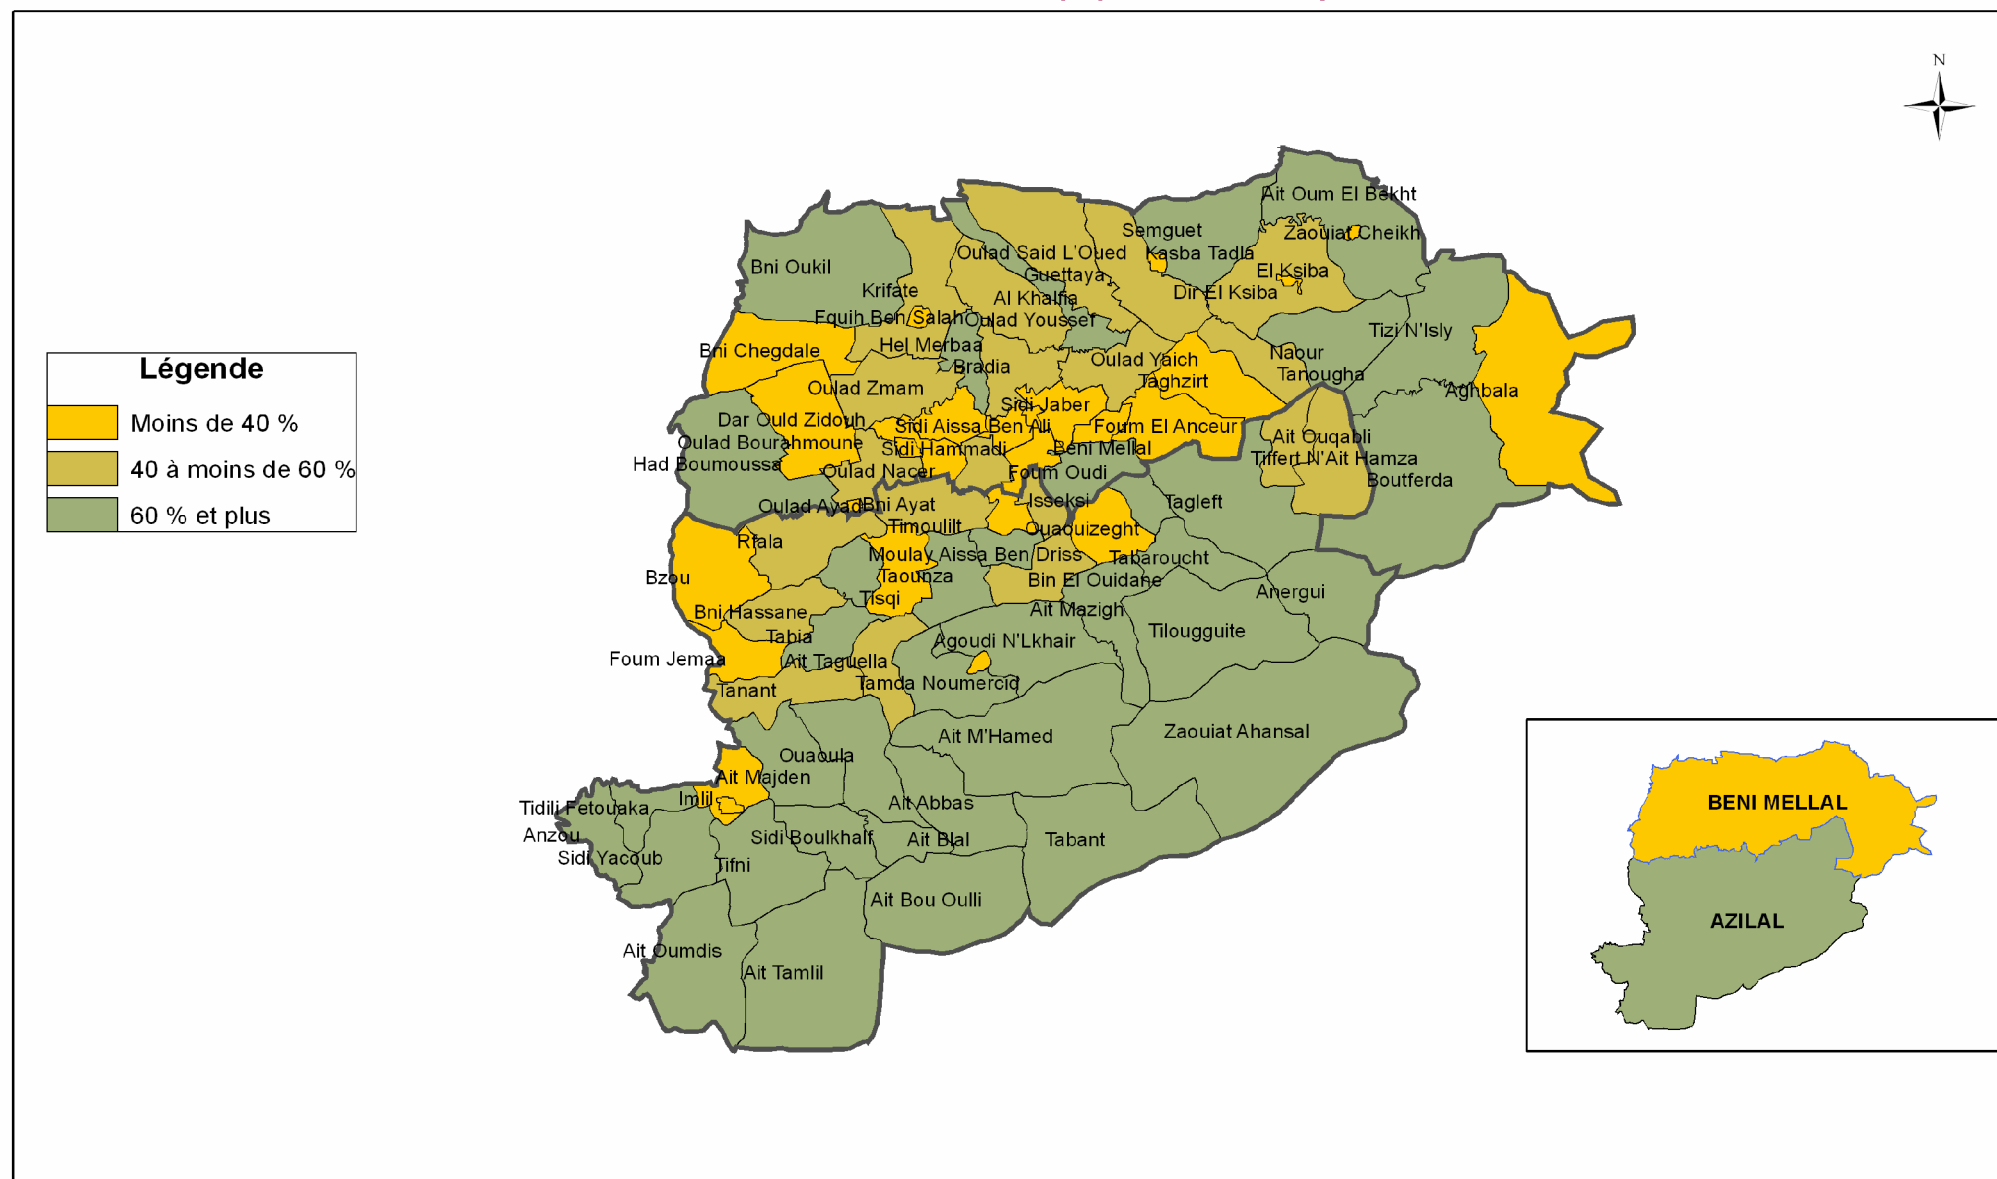 N
Ait Oum El Bekht
Semguet
Zaouiat Cheikh
Oulad Said L'Oued
Kasba Tadla
Bni Oukil
Guettaya
El Ksiba
Krifate
Al Khalfia
Dir El Ksiba
Fquih Ben Salah
Oulad Youssef
Tizi N'Isly
Bni Chegdale
Hel Merbaa
Oulad Yaich
Naour
Bradia
Tanougha
Oulad Zmam
Taghzirt
Aghbala
Sidi Jaber
Dar Ould Zidouh
Sidi Aissa Ben Ali
Foum El Anceur
Oulad Bourahmoune
Sidi Hammadi
Beni Mellal
Ait Ouqabli
Had Boumoussa
Oulad Nacer
Foum Oudi
Tiffert N'Ait Hamza
Boutferda
Oulad Ayad
Bni Ayat
Isseksi
Tagleft
Timoulilt
Ouaouizeght
Rfala
Moulay Aissa Ben Driss
Tabaroucht
Bzou
Taounza
Bin El Ouidane
Tisqi
Anergui
Bni Hassane
Ait Mazigh
Tabia
Agoudi N'Lkhair
Tilougguite
Foum Jemaa
Ait Taguella
Tanant
Tamda Noumercid
Ait M'Hamed
Zaouiat Ahansal
Ouaoula
Ait Majden
Imlil
Ait Abbas
Tidili Fetouaka
Anzou
Sidi Boulkhalf
Ait Blal
Tabant
Sidi Yacoub
Tifni
Ait Bou Oulli
Ait Oumdis
Ait Tamlil
Légende
Moins de 40 %
40 à moins de 60 %
60 % et plus
BENI MELLAL
AZILAL